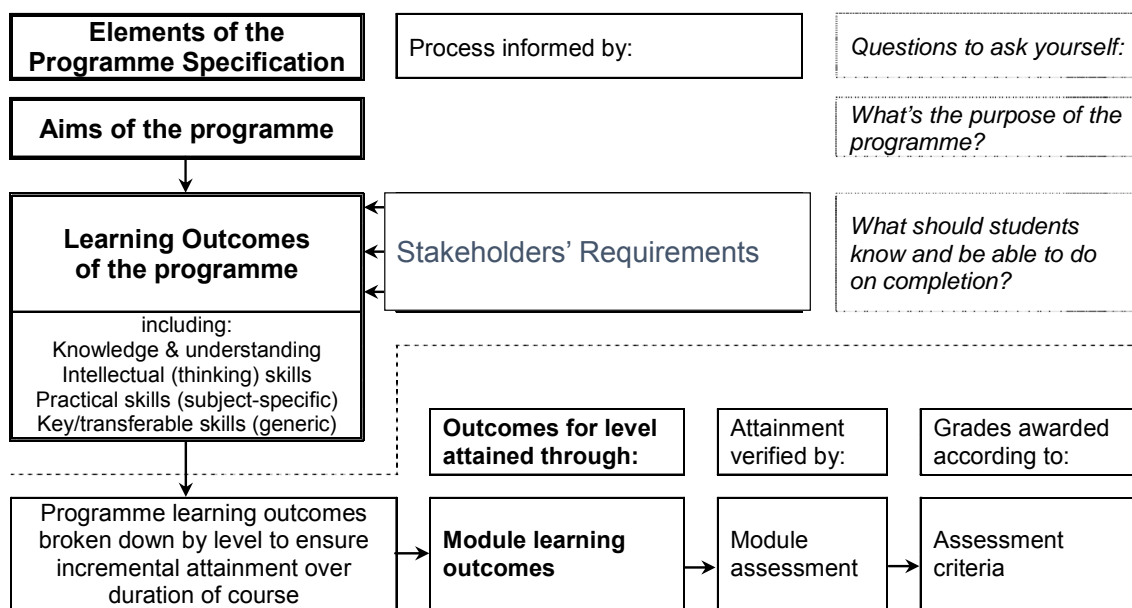 Elements of the
Programme Specification
Process informed by:
Questions to ask yourself:
Aims of the programme
What's the purpose of the
programme?
Learning Outcomes
of the programme
Stakeholders' Requirements
What should students
know and be able to do
on completion?
including:
Knowledge & understanding
Intellectual (thinking) skills
Practical skills (subject-specific)
Key/transferable skills (generic)
Outcomes for level
attained through:
Attainment
verified by:
Grades awarded
according to:
Programme learning outcomes
broken down by level to ensure
incremental attainment over
duration of course
Module learning
outcomes
Module
assessment
Assessment
criteria